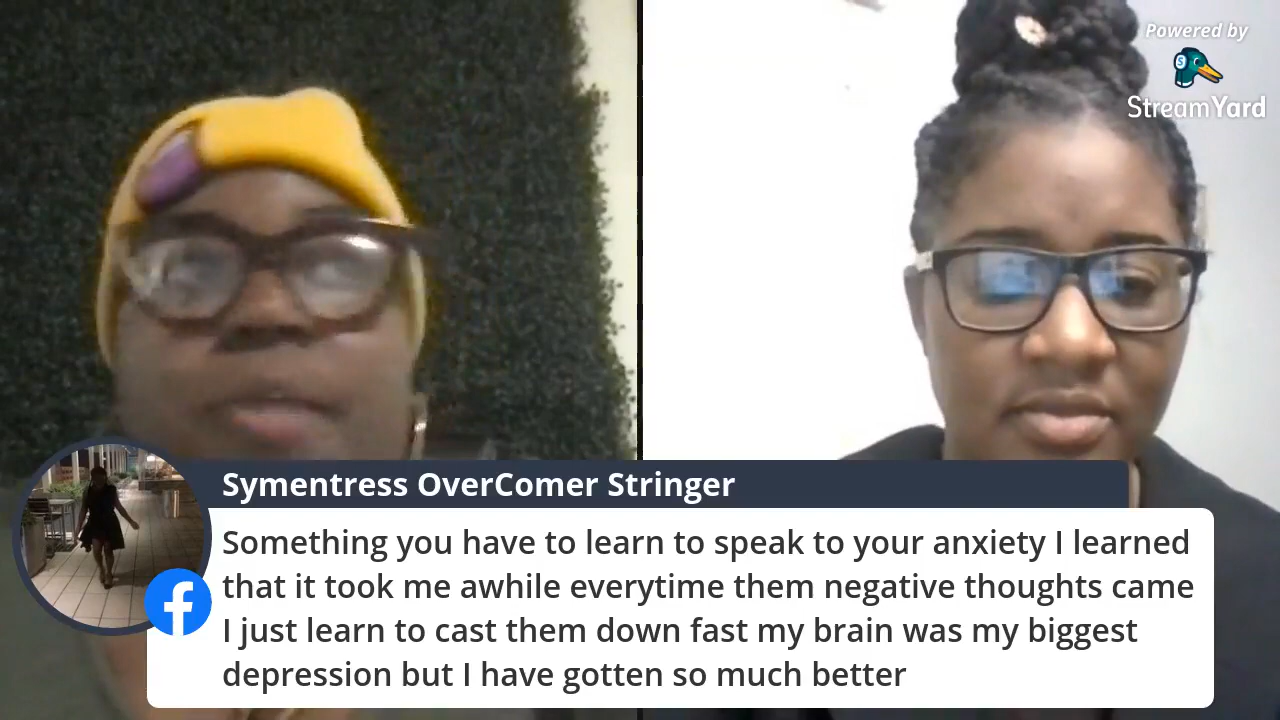 Powered by
StreamYard
Symentress OverComer Stringer
Something you have to learn to speak to your anxiety I learned
that it took me awhile everytime them negative thoughts came
I just learn to cast them down fast my brain was my biggest
depression but I have gotten so much better